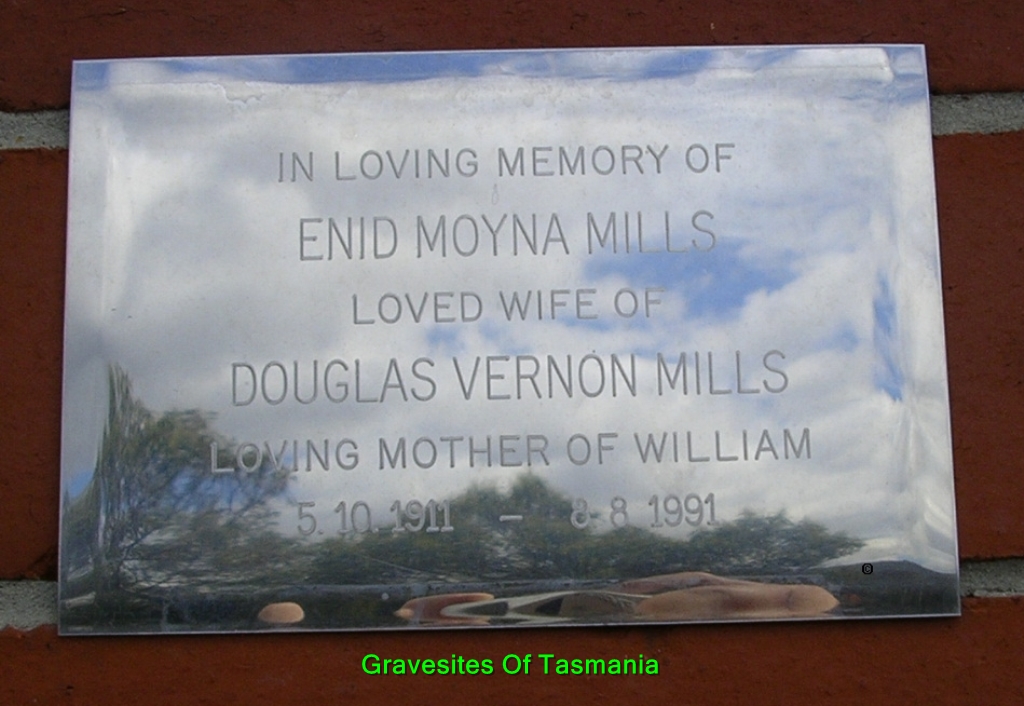 IN LOVING MEMORY OF
ENID MOYNA MILLS
LOVED WIFE OF
DOUGLAS VERNON MILLS
LOVING MOTHER OF WILLIAM
5.10.1911 – 8.8.1991
©
Gravesites Of Tasmania